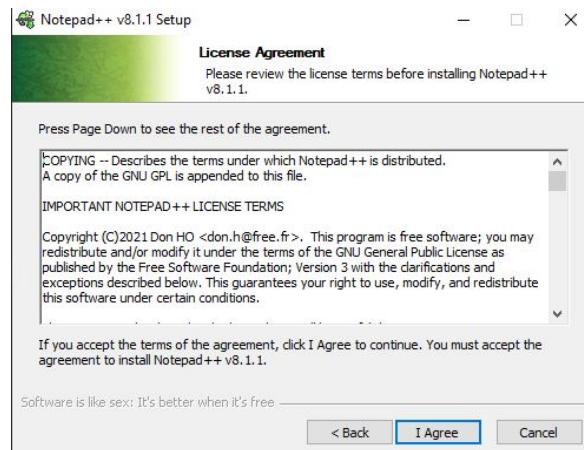 Notepad++ v8.1.1 Setup
License Agreement
Please review the license terms before installing Notepad++
v8.1.1.
Press Page Down to see the rest of the agreement.
COPYING -- Describes the terms under which Notepad++ is distributed.
A copy of the GNU GPL is appended to this file.
IMPORTANT NOTEPAD++ LICENSE TERMS
Copyright (C)2021 Don HO <don.h@free.fr>. This program is free software; you may
redistribute and/or modify it under the terms of the GNU General Public License as
published by the Free Software Foundation; Version 3 with the clarifications and
exceptions described below. This guarantees your right to use, modify, and redistribute
this software under certain conditions.
If you accept the terms of the agreement, click I Agree to continue. You must accept the
agreement to install Notepad++ v8.1.1.
Software is like sex: It's better when it's free
< Back I Agree Cancel